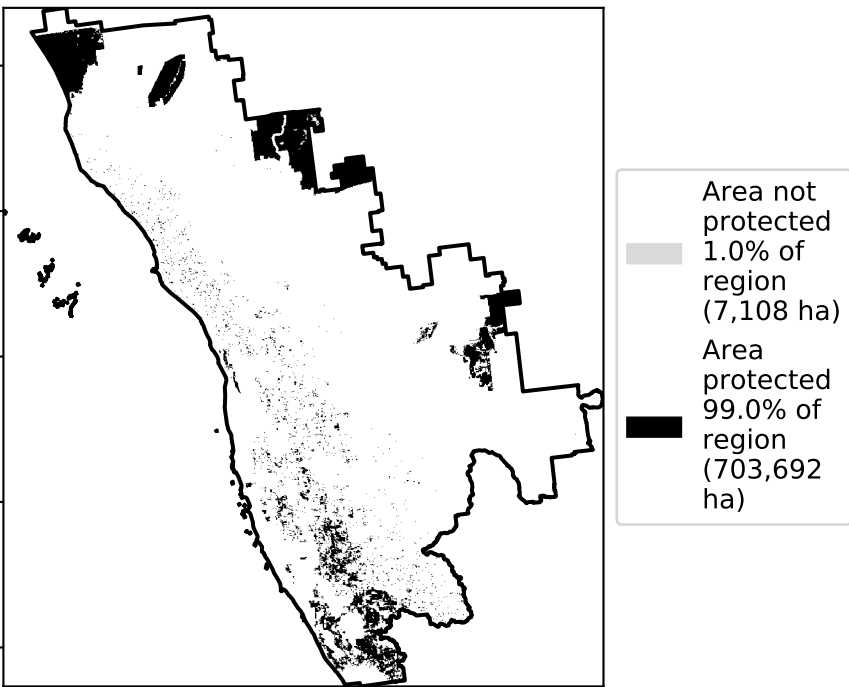 Area not
protected
1.0% of
region
(7,108 ha)
Area
protected
99.0% of
region
(703,692
ha)